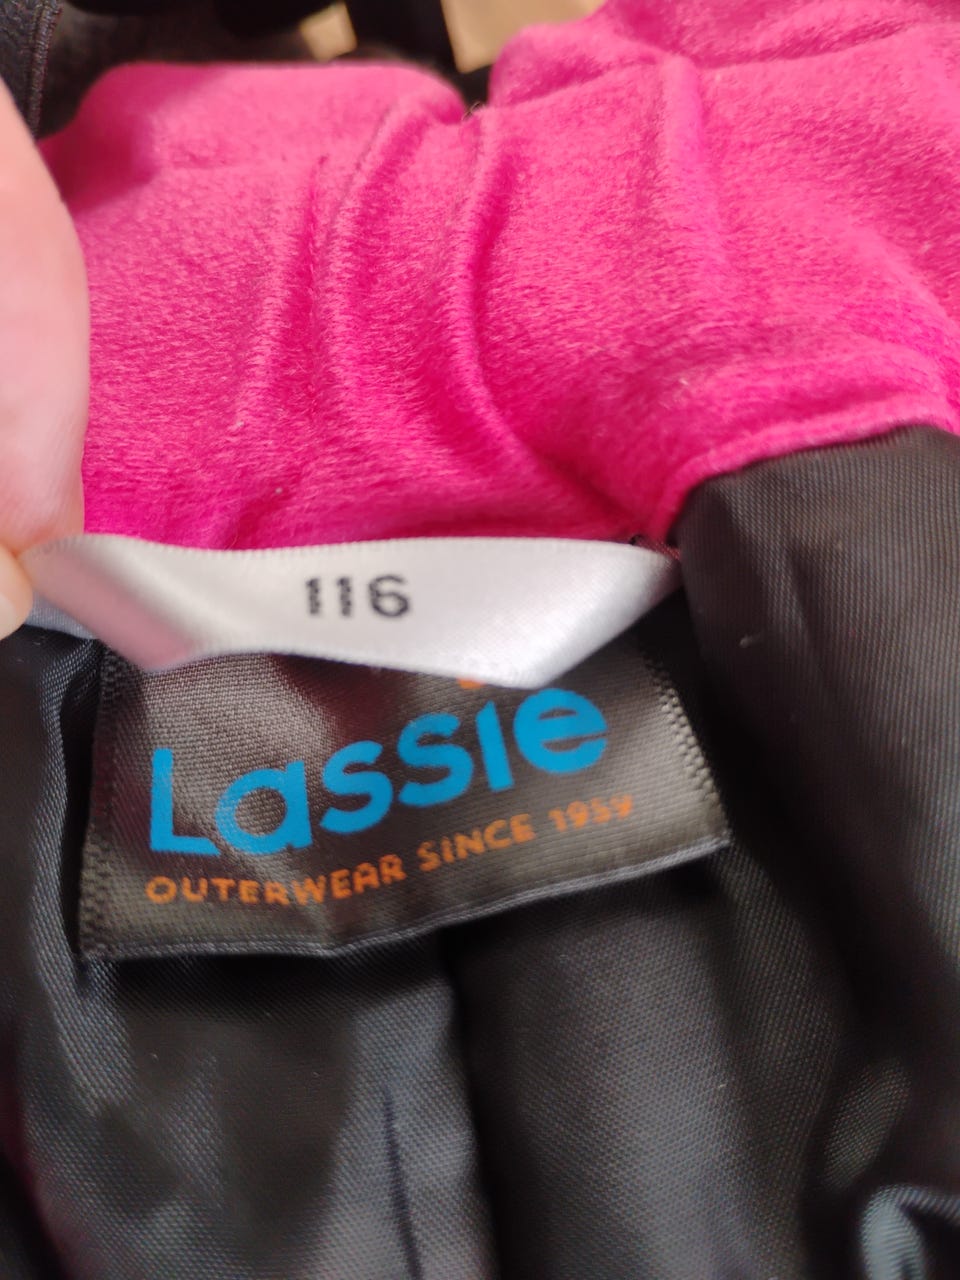 116
Lassie
OUTERWEAR SINCE 1959